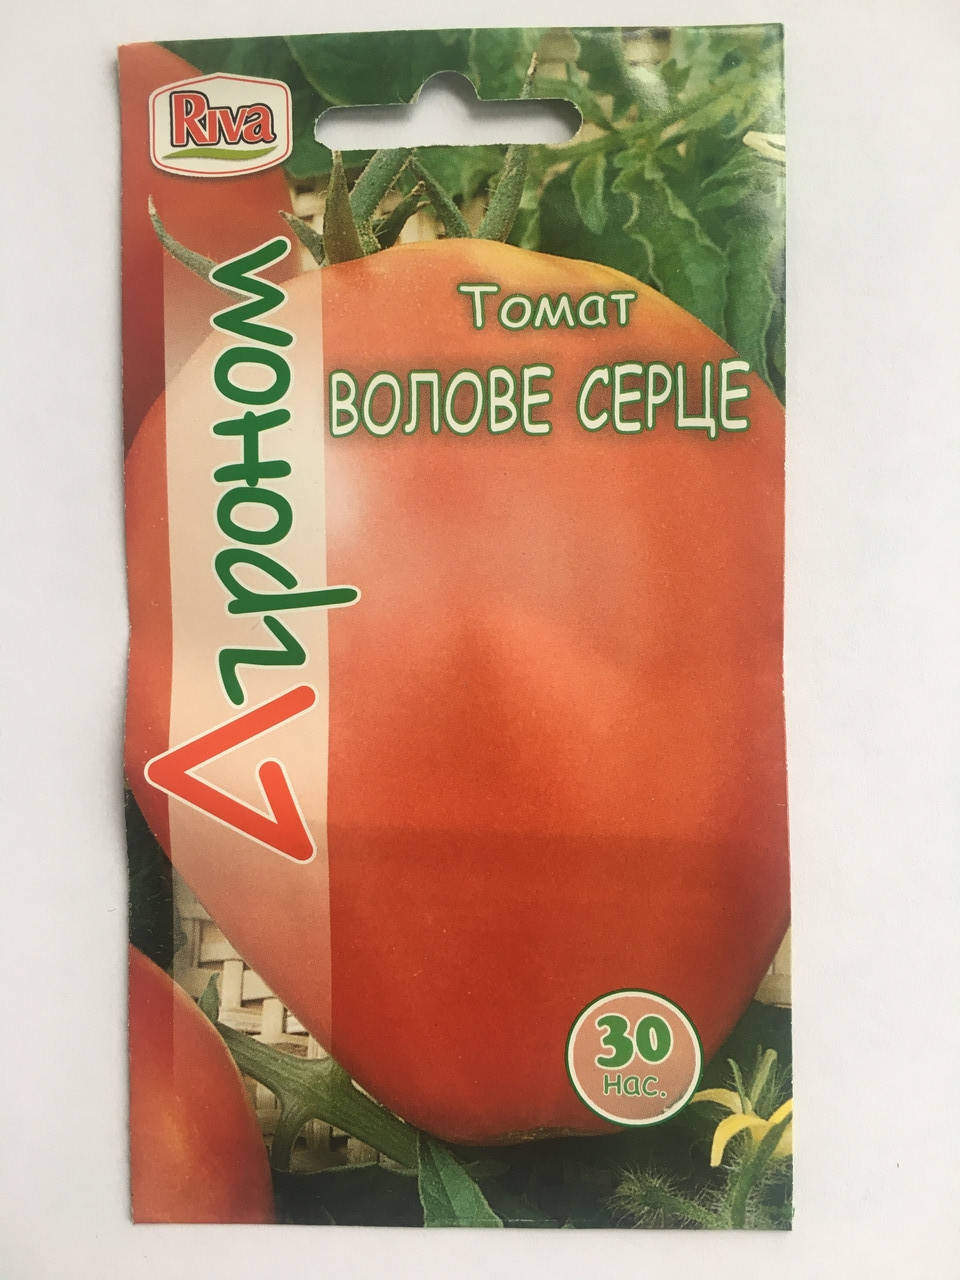 Riva
Агроном
Томат
ВОЛОВЕ СЕРЦЕ
30
нас.